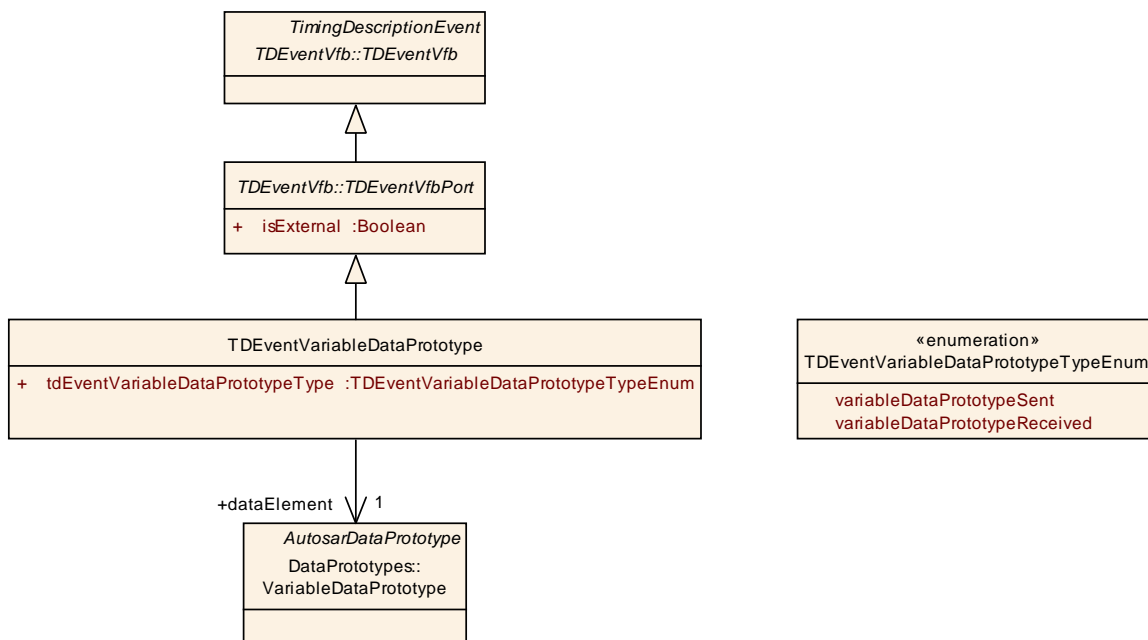 TimingDescriptionEvent
TDEventVfb::TDEventVfb
TDEventVfb::TDEventVfbPort
+ isExternal :Boolean
TDEventVariableDataPrototype
+ tdEventVariableDataPrototypeType :TDEventVariableDataPrototypeTypeEnum
«enumeration»
TDEventVariableDataPrototypeTypeEnum
variableDataPrototypeSent
variableDataPrototypeReceived
+dataElement 1
AutosarDataPrototype
DataPrototypes::
VariableDataPrototype